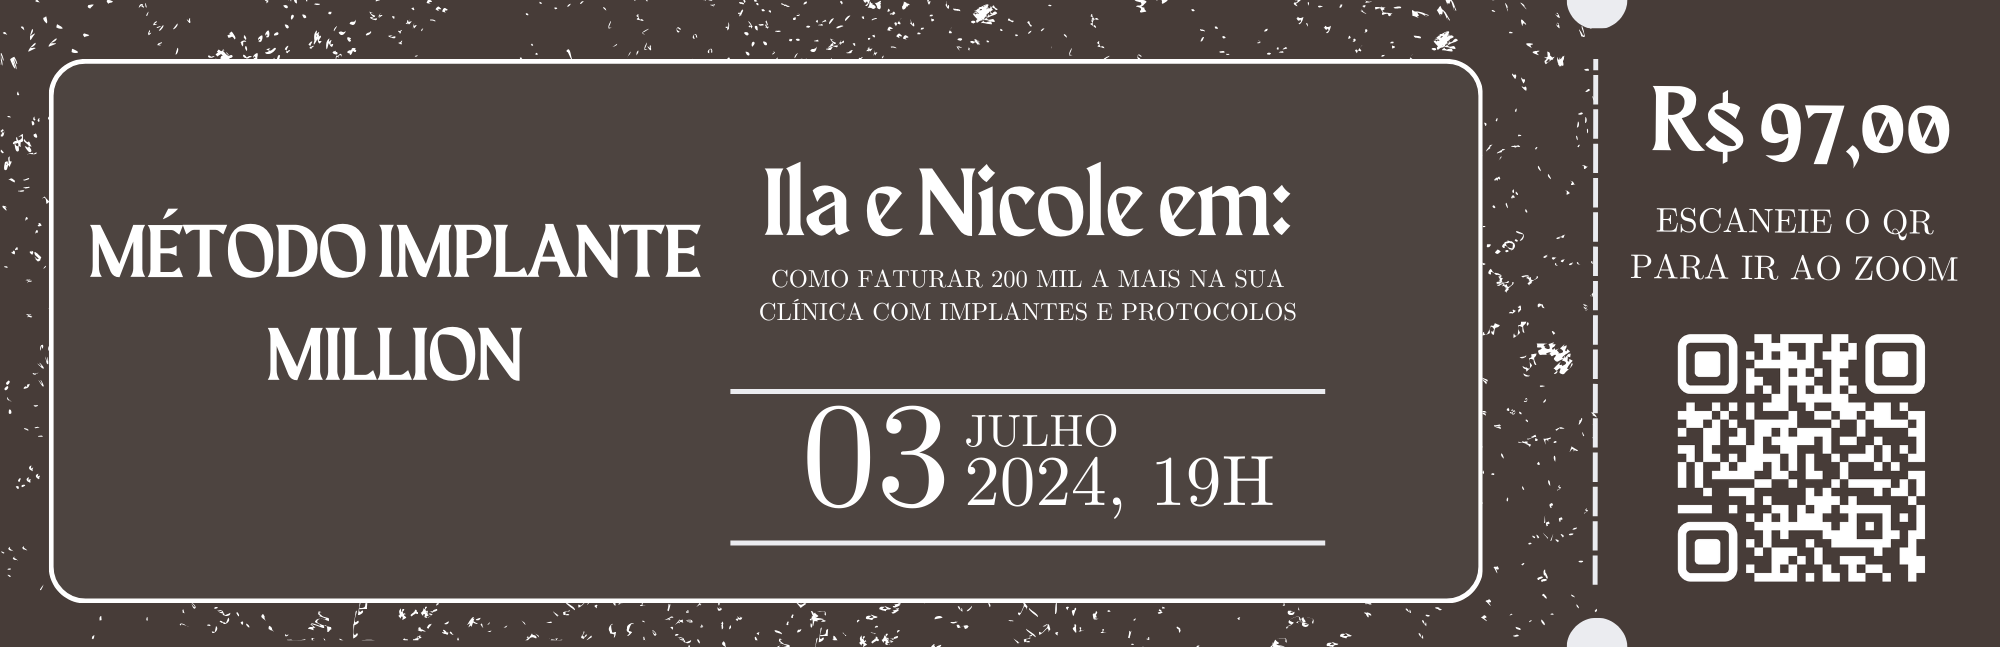 MÉTODO IMPLANTE
MILLION
Ila e Nicole em:
COMO FATURAR 200 MIL A MAIS NA SUA
CLÍNICA COM IMPLANTES E PROTOCOLOS
03 JULHO
2024, 19H
R$ 97,00
ESCANEIE O QR
PARA IR AO ZOOM